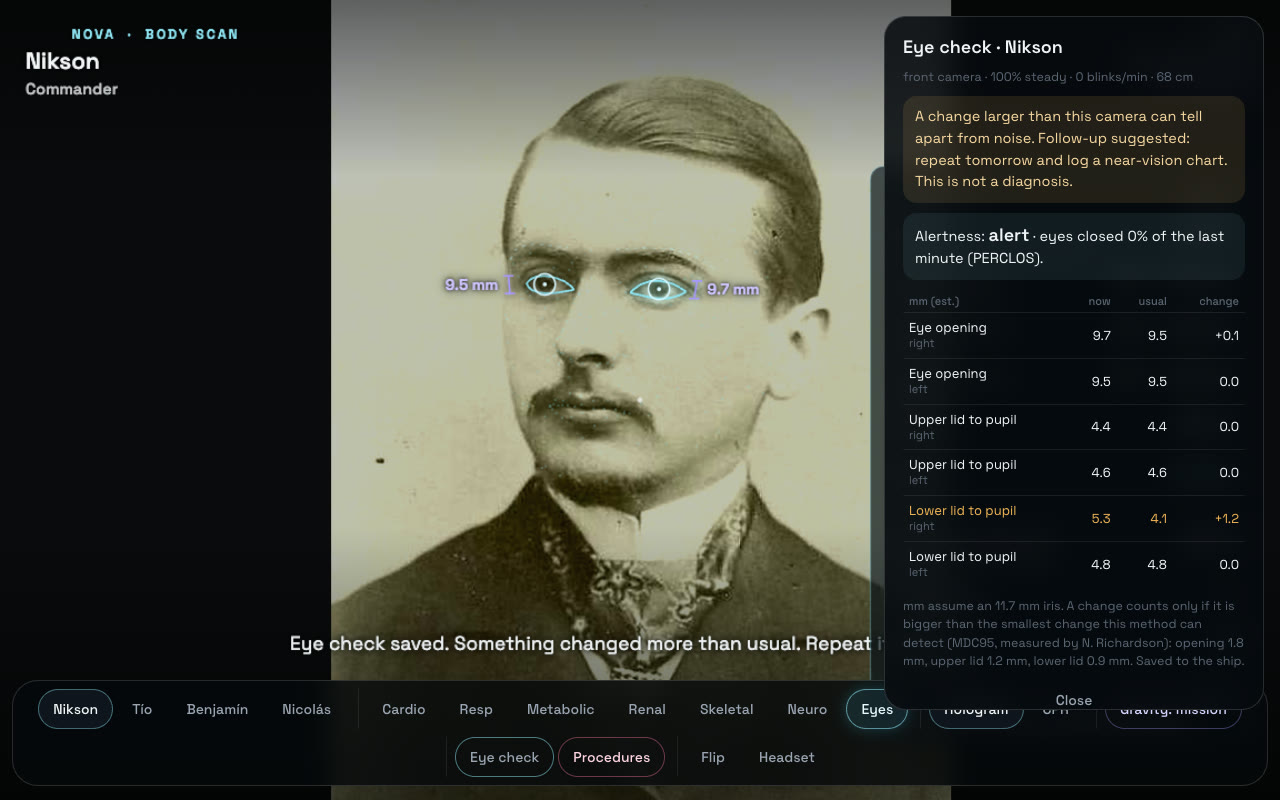 NOVA · BODY SCAN
Nikson
Commander
9.5 mm
9.7 mm
Eye check · Nikson
front camera · 100% steady · 0 blinks/min · 68 cm
A change larger than this camera can tell
apart from noise. Follow-up suggested:
repeat tomorrow and log a near-vision chart.
This is not a diagnosis.
Alertness: alert · eyes closed 0% of the last
minute (PERCLOS).
mm (est.) now usual change
Eye opening 9.7 9.5 +0.1
right
Eye opening 9.5 9.5 0.0
left
Upper lid to pupil 4.4 4.4 0.0
right
Upper lid to pupil 4.6 4.6 0.0
left
Lower lid to pupil 5.3 4.1 +1.2
right
Lower lid to pupil 4.8 4.8 0.0
left
mm assume an 11.7 mm iris. A change counts only if it is
bigger than the smallest change this method can
detect (MDC95, measured by N. Richardson): opening 1.8
mm, upper lid 1.2 mm, lower lid 0.9 mm. Saved to the ship.
Close
Eye check saved. Something changed more than usual. Repeat
Nikson Tío Benjamín Nicolás Cardio Resp Metabolic Renal Skeletal Neuro Eyes Hologram CPR Gravity: mission
Eye check Procedures Flip Headset